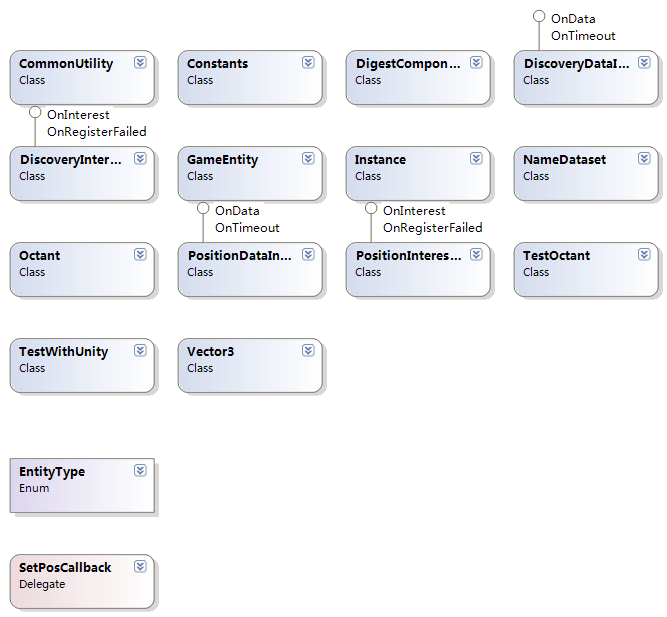 OnData
OnTimeout
CommonUtility
Class
Constants
Class
DigestCompon...
Class
DiscoveryDataI...
Class
OnInterest
OnRegisterFailed
DiscoveryInter...
Class
GameEntity
Class
Instance
Class
NameDataset
Class
OnData
OnTimeout
OnInterest
OnRegisterFailed
Octant
Class
PositionDataIn...
Class
PositionInteres...
Class
TestOctant
Class
TestWithUnity
Class
Vector3
Class
EntityType
Enum
SetPosCallback
Delegate